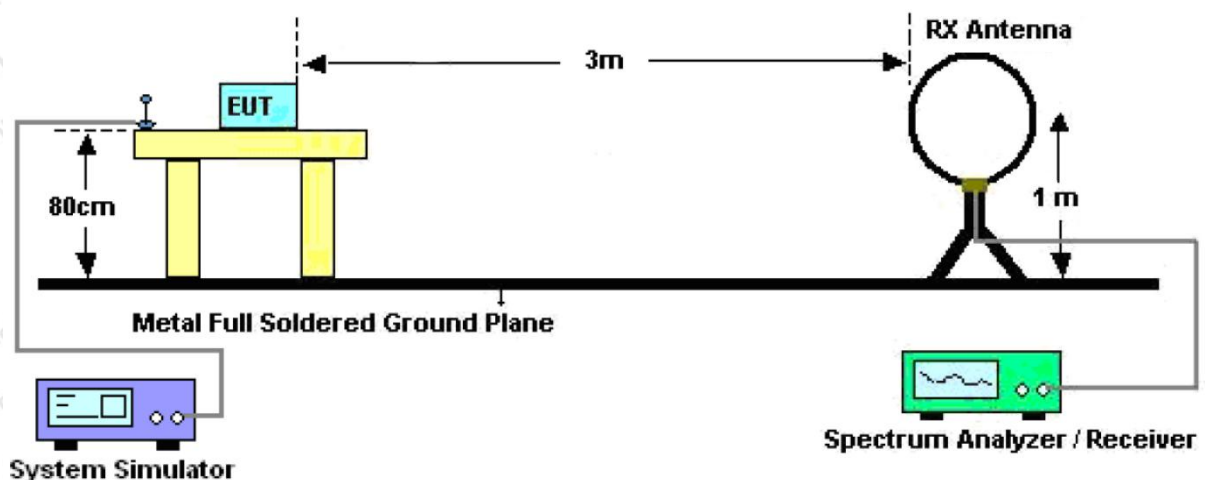 RX Antenna
3m
EUT
80cm
1 m
Metal Full Soldered Ground Plane
Spectrum Analyzer / Receiver
System Simulator